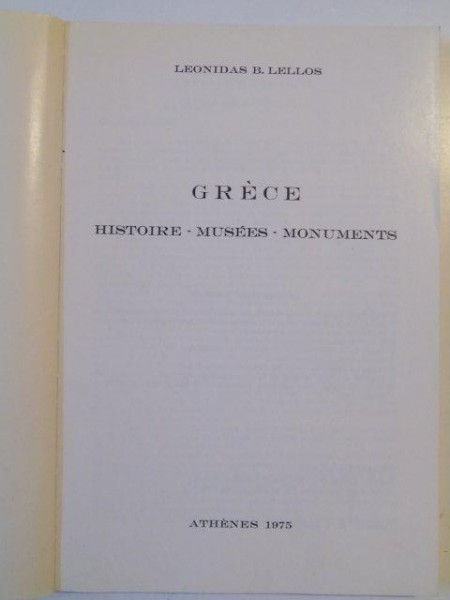 LEONIDAS B. LELLOS
GRÈCE
HISTOIRE - MUSÉES - MONUMENTS
ATHÈNES 1975